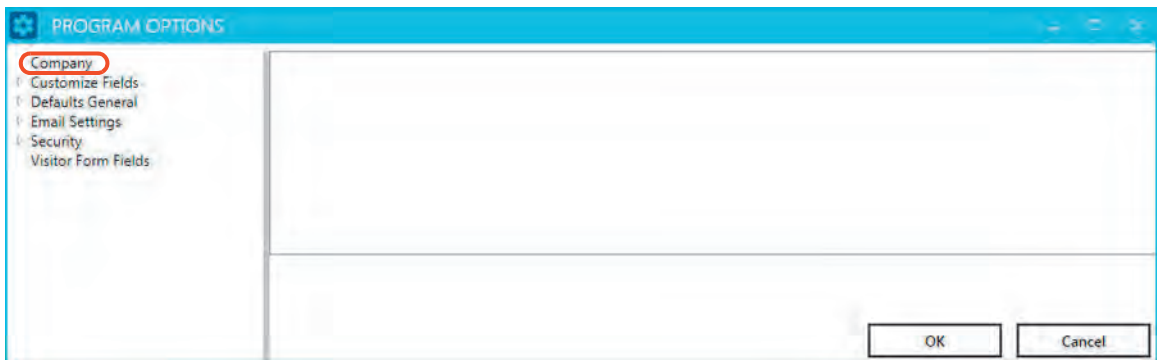 PROGRAM OPTIONS
Company
Customize Fields
Defaults General
Email Settings
Security
Visitor Form Fields
OK Cancel